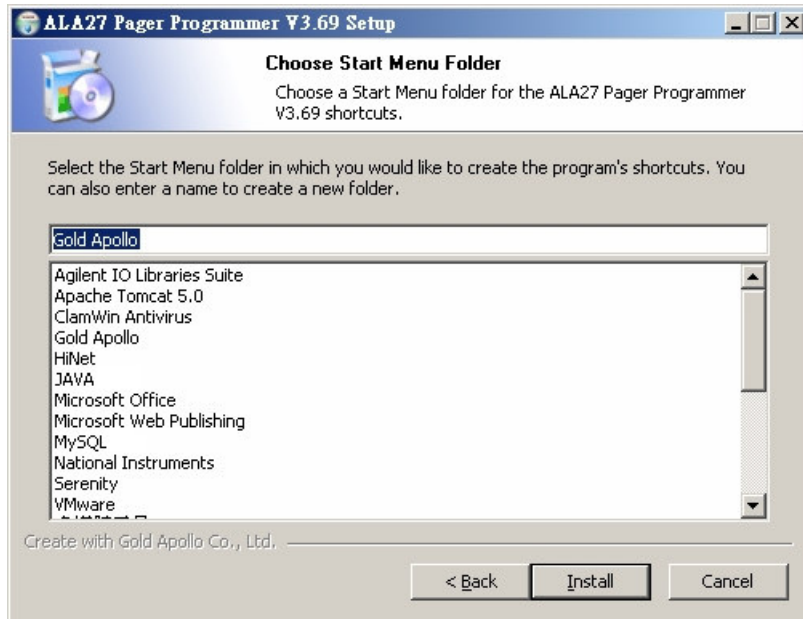 ALA27 Pager Programmer V3.69 Setup
Choose Start Menu Folder
Choose a Start Menu folder for the ALA27 Pager Programmer
V3.69 shortcuts.
Select the Start Menu folder in which you would like to create the program's shortcuts. You
can also enter a name to create a new folder.
Gold Apollo
Agilent IO Libraries Suite
Apache Tomcat 5.0
ClamWin Antivirus
Gold Apollo
HiNet
JAVA
Microsoft Office
Microsoft Web Publishing
MySQL
National Instruments
Serenity
VMware
Create with Gold Apollo Co., Ltd.
< Back Install Cancel